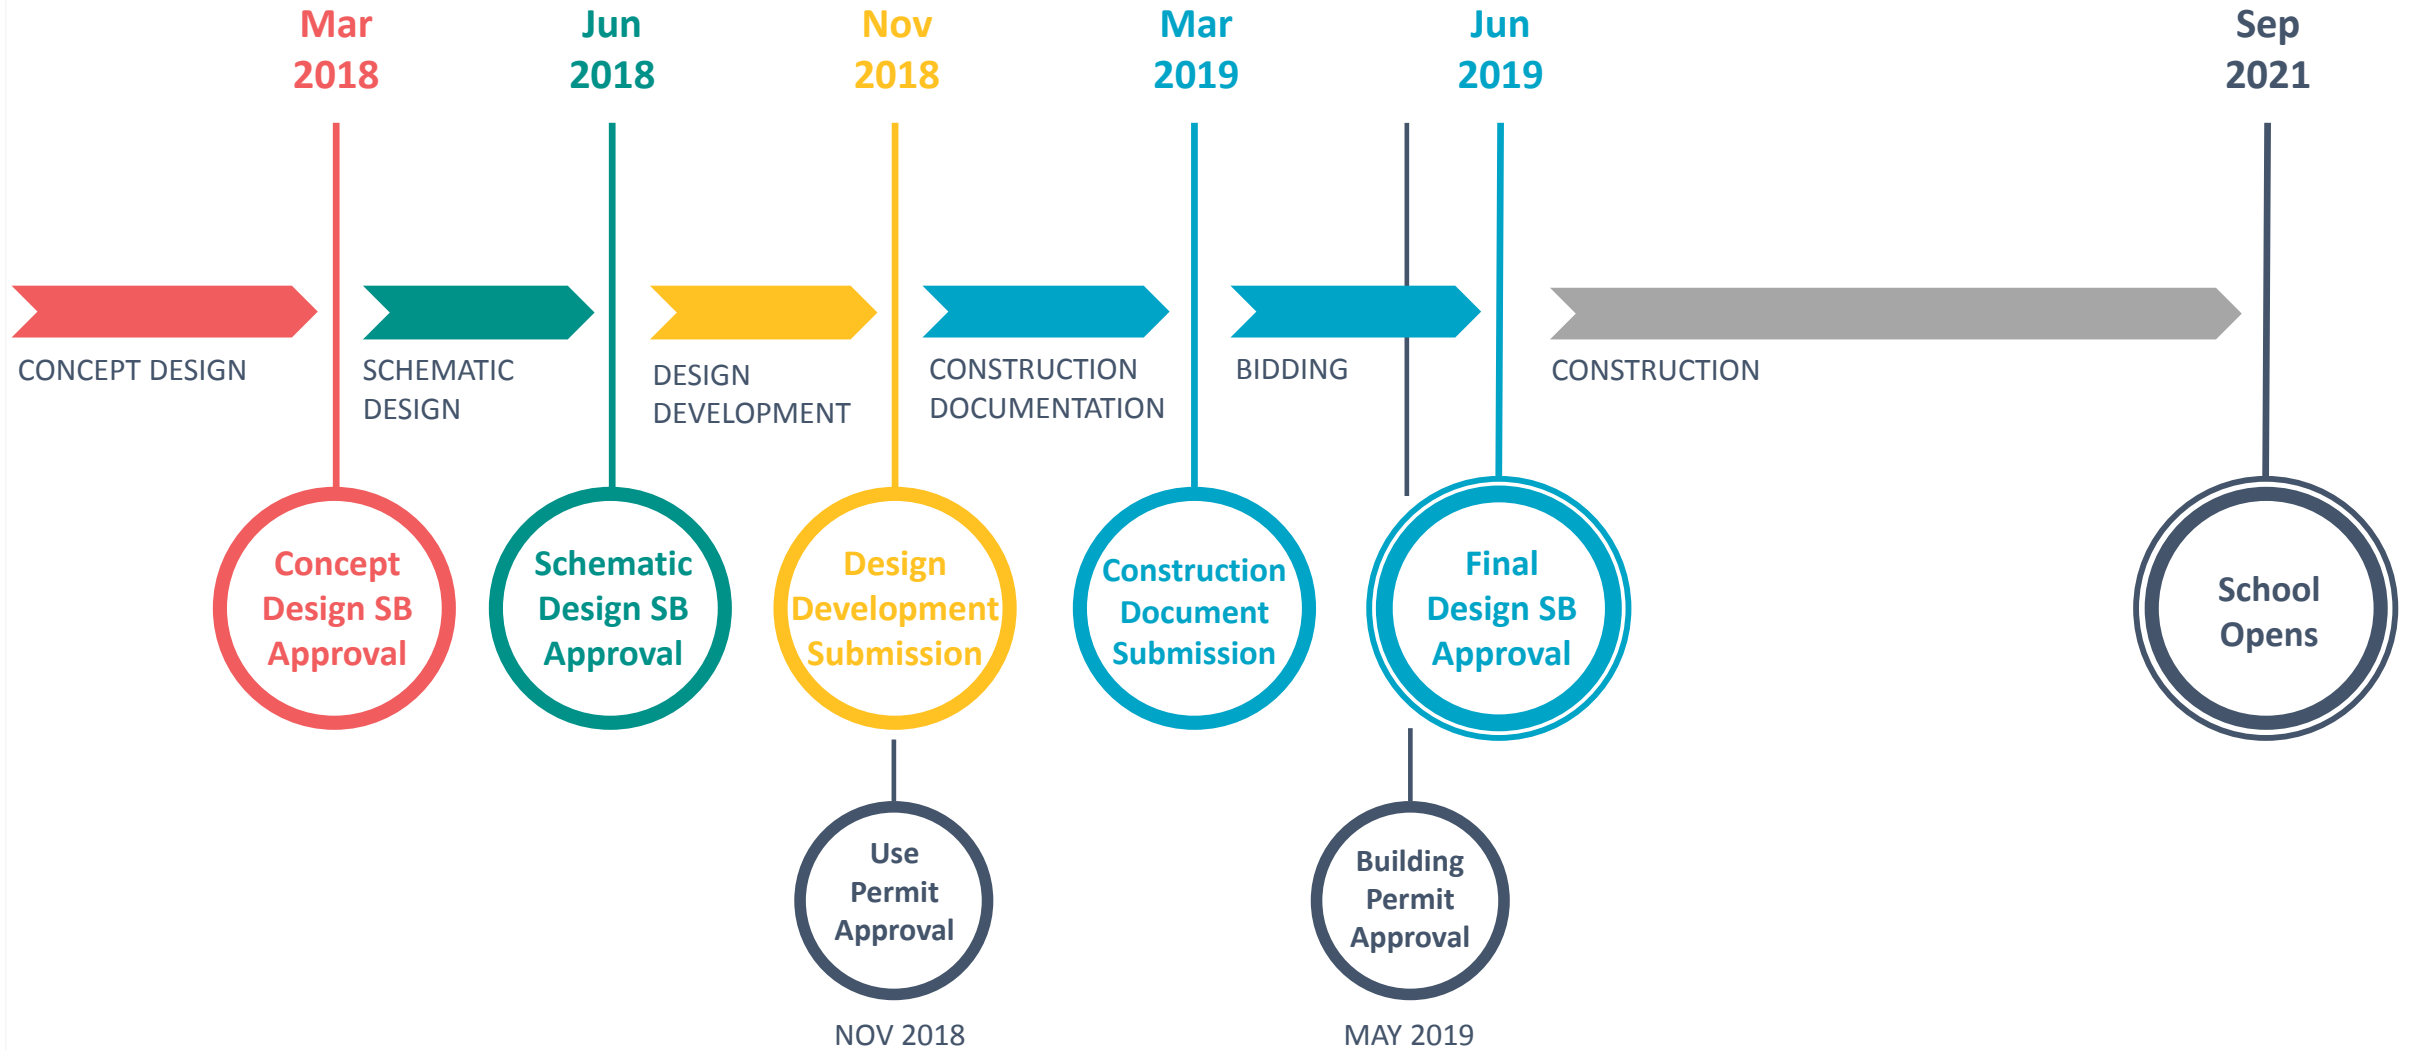 Mar
2018
Jun
2018
Nov
2018
Mar
2019
Jun
2019
Sep
2021
CONCEPT DESIGN
SCHEMATIC
DESIGN
DESIGN
DEVELOPMENT
CONSTRUCTION
DOCUMENTATION
BIDDING
CONSTRUCTION
Concept
Design SB
Approval
Schematic
Design SB
Approval
Design
Development
Submission
Construction
Document
Submission
Final
Design SB
Approval
School
Opens
Use
Permit
Approval
NOV 2018
Building
Permit
Approval
MAY 2019